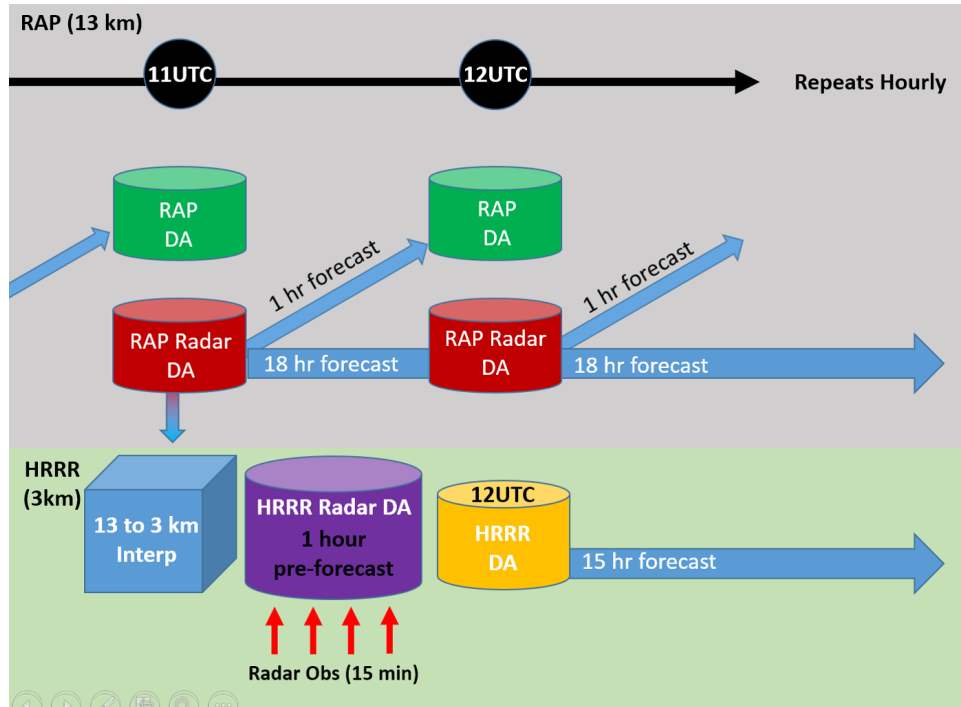 RAP (13 km)
11UTC
12UTC
Repeats Hourly
RAP
DA
RAP
DA
1 hr forecast
1 hr forecast
RAP Radar
DA
18 hr forecast
RAP Radar
DA
18 hr forecast
HRRR
(3km)
13 to 3 km
Interp
HRRR Radar DA
1 hour
pre-forecast
12UTC
HRRR
DA
15 hr forecast
Radar Obs (15 min)